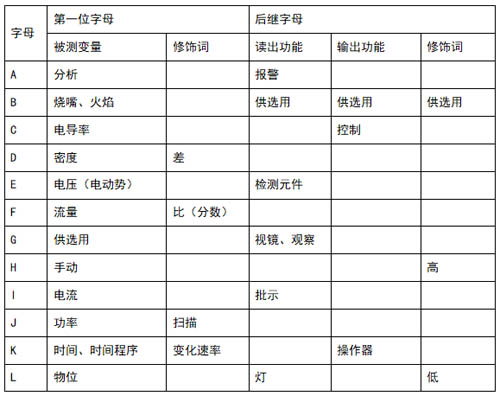 字母 第一位字母 后继字母
被测变量 修饰词 读出功能 输出功能 修饰词
A 分析 报警
B 烧嘴、火焰 供选用 供选用 供选用
C 电导率 控制
D 密度 差
E 电压（电动势） 检测元件
F 流量 比（分数）
G 供选用 视镜、观察
H 手动 高
I 电流 批示
J 功率 扫描
K 时间、时间程序 变化速率 操作器
L 物位 灯 低